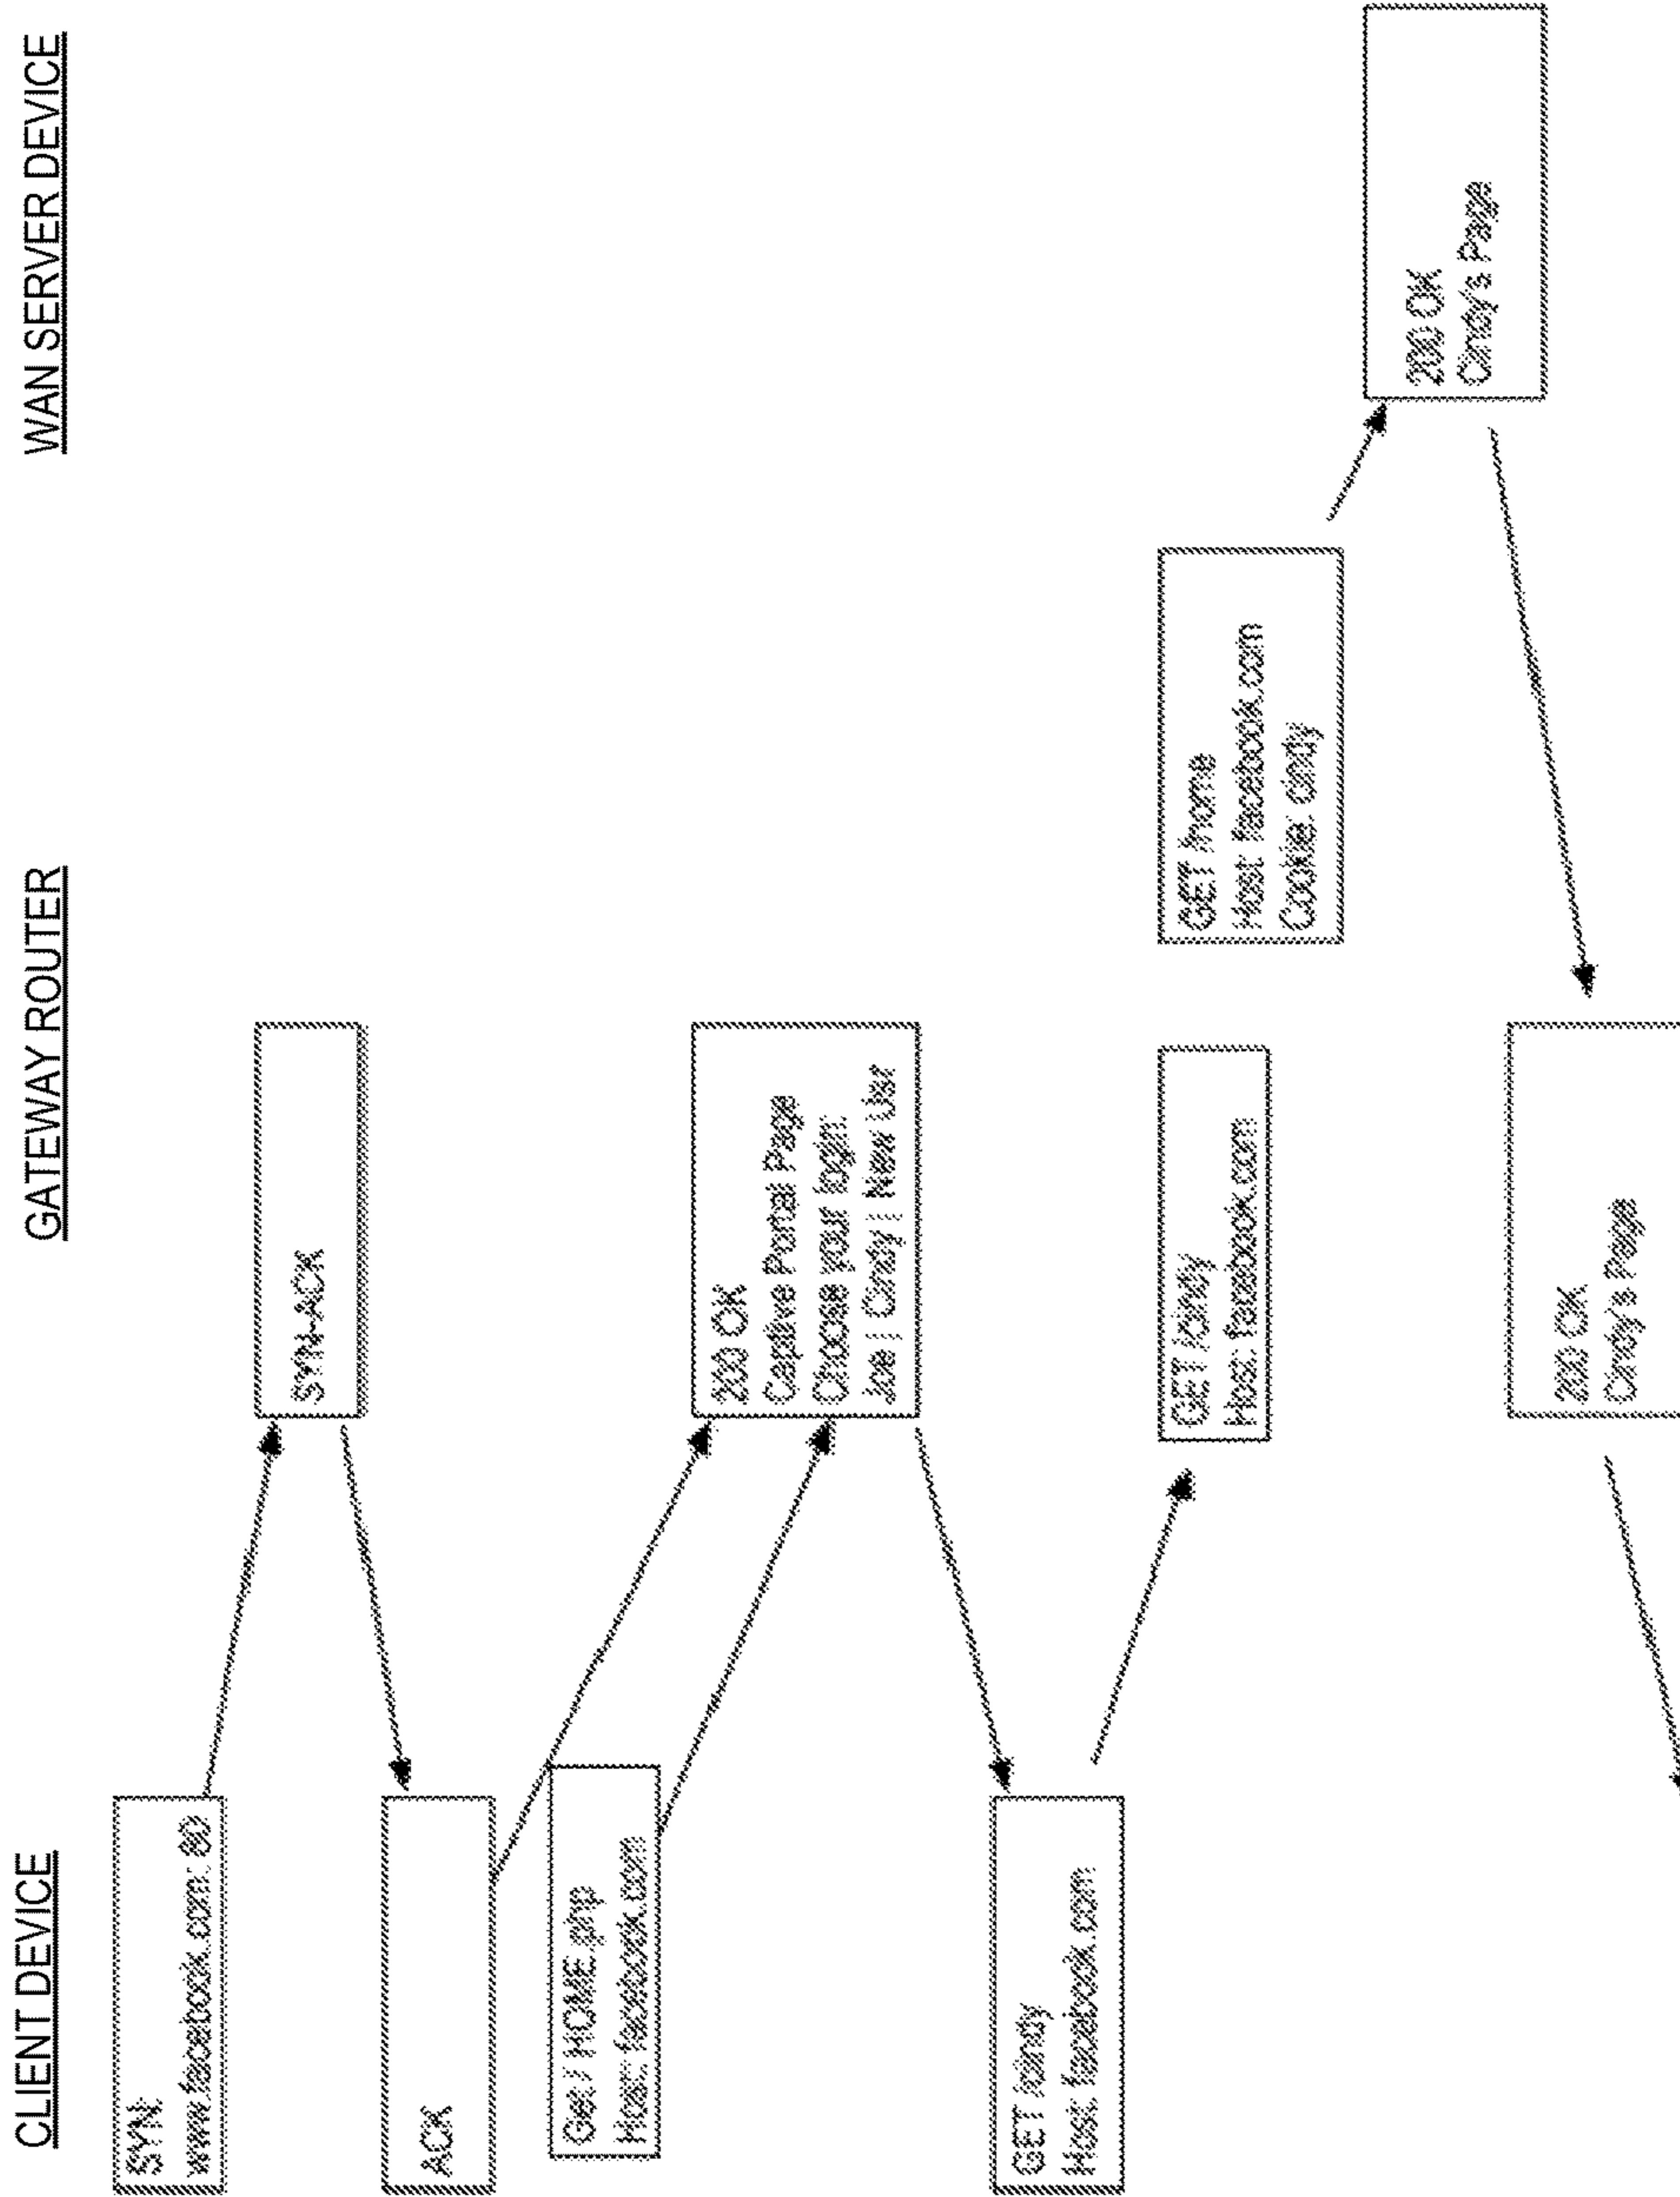 CLIENT DEVICE
GATEWAY ROUTER
WAN SERVER DEVICE
SYN:
www.facebook.com: 80
SYN-ACK
ACK
Get / HOME.php
Host: facebook.com
200 OK
Captive Portal Page
Choose your login:
Joe | Cindy | New Usr
GET /cindy
Host: facebook.com
GET /cindy
Host: facebook.com
GET /home
Host: facebook.com
Cookie: cindy
200 OK
Cindy's Page
200 OK
Cindy's Page